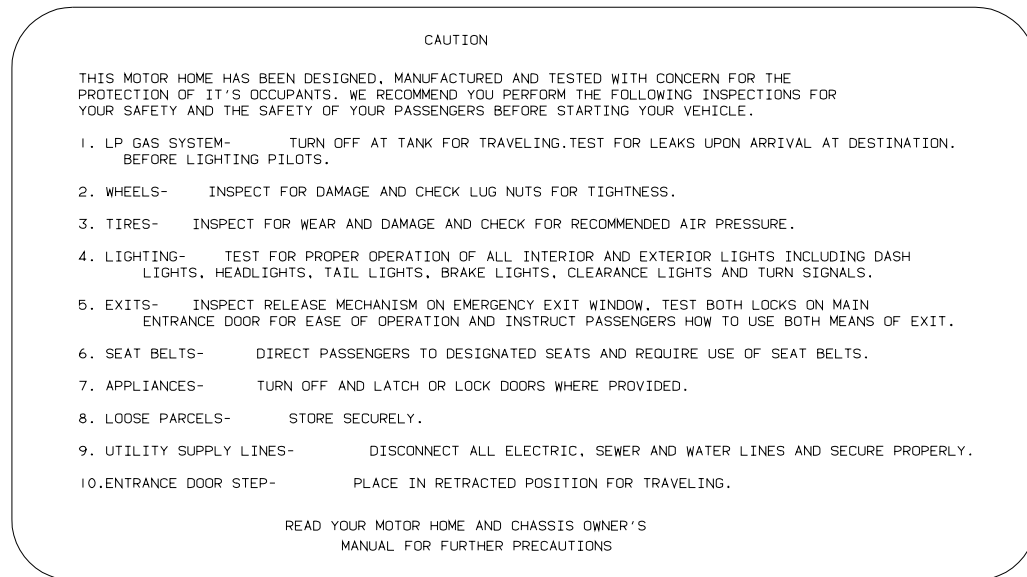 CAUTION
THIS MOTOR HOME HAS BEEN DESIGNED, MANUFACTURED AND TESTED WITH CONCERN FOR THE
PROTECTION OF IT'S OCCUPANTS. WE RECOMMEND YOU PERFORM THE FOLLOWING INSPECTIONS FOR
YOUR SAFETY AND THE SAFETY OF YOUR PASSENGERS BEFORE STARTING YOUR VEHICLE.
1. LP GAS SYSTEM- TURN OFF AT TANK FOR TRAVELING.TEST FOR LEAKS UPON ARRIVAL AT DESTINATION.
BEFORE LIGHTING PILOTS.
2. WHEELS- INSPECT FOR DAMAGE AND CHECK LUG NUTS FOR TIGHTNESS.
3. TIRES- INSPECT FOR WEAR AND DAMAGE AND CHECK FOR RECOMMENDED AIR PRESSURE.
4. LIGHTING- TEST FOR PROPER OPERATION OF ALL INTERIOR AND EXTERIOR LIGHTS INCLUDING DASH
LIGHTS, HEADLIGHTS, TAIL LIGHTS, BRAKE LIGHTS, CLEARANCE LIGHTS AND TURN SIGNALS.
5. EXITS- INSPECT RELEASE MECHANISM ON EMERGENCY EXIT WINDOW, TEST BOTH LOCKS ON MAIN
ENTRANCE DOOR FOR EASE OF OPERATION AND INSTRUCT PASSENGERS HOW TO USE BOTH MEANS OF EXIT.
6. SEAT BELTS- DIRECT PASSENGERS TO DESIGNATED SEATS AND REQUIRE USE OF SEAT BELTS.
7. APPLIANCES- TURN OFF AND LATCH OR LOCK DOORS WHERE PROVIDED.
8. LOOSE PARCELS- STORE SECURELY.
9. UTILITY SUPPLY LINES- DISCONNECT ALL ELECTRIC, SEWER AND WATER LINES AND SECURE PROPERLY.
10.ENTRANCE DOOR STEP- PLACE IN RETRACTED POSITION FOR TRAVELING.
READ YOUR MOTOR HOME AND CHASSIS OWNER'S
MANUAL FOR FURTHER PRECAUTIONS